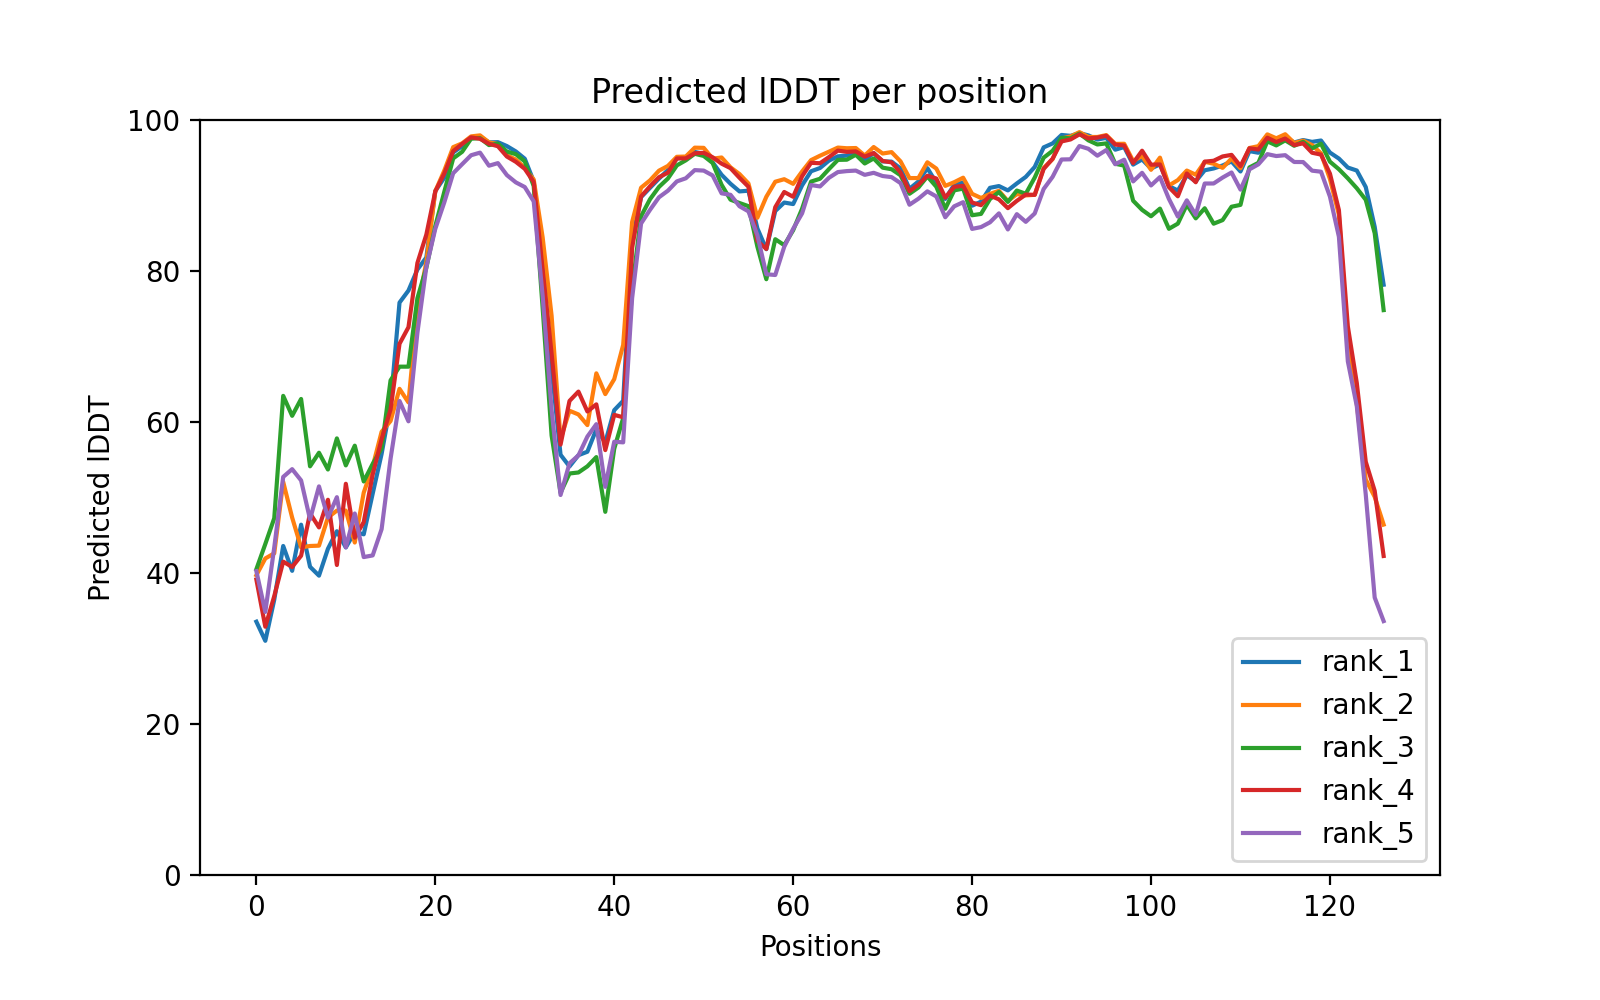 Predicted lDDT per position
100
80
60
40
20
0
Predicted lDDT
0 20 40 60 80 100 120
Positions
rank_1
rank_2
rank_3
rank_4
rank_5